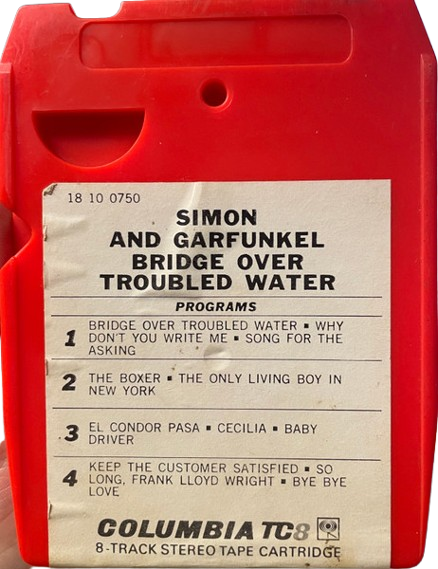 18 10 0750
SIMON
AND GARFUNKEL
BRIDGE OVER
TROUBLED WATER
PROGRAMS
1 BRIDGE OVER TROUBLED WATER ▪ WHY
DON'T YOU WRITE ME ▪ SONG FOR THE
ASKING
2 THE BOXER ▪ THE ONLY LIVING BOY IN
NEW YORK
3 EL CONDOR PASA ▪ CECILIA ▪ BABY
DRIVER
4 KEEP THE CUSTOMER SATISFIED ▪ SO
LONG, FRANK LLOYD WRIGHT ▪ BYE BYE
LOVE
COLUMBIA TC8
8-TRACK STEREO TAPE CARTRIDGE